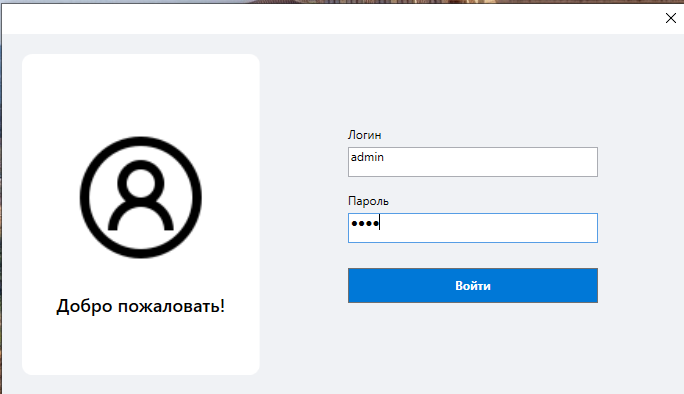 Добро пожаловать!
Логин
admin
Пароль
••••
Войти